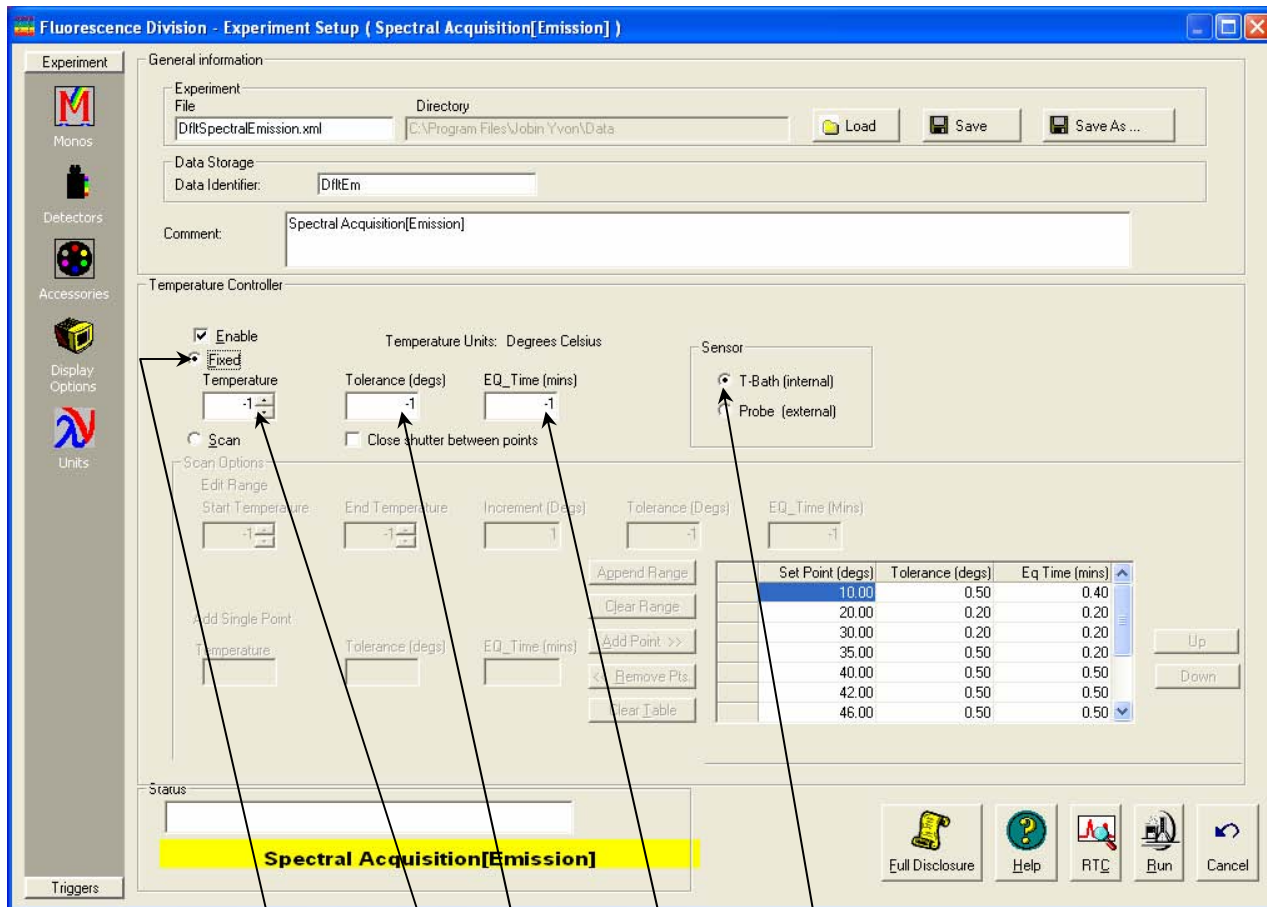 Fluorescence Division - Experiment Setup ( Spectral Acquisition[Emission] )
Experiment
Monos
Detectors
Accessories
Display
Options
Units
Triggers
General information
Experiment
File
Directory
DfltSpectralEmission.xml
C:\Program Files\Jobin Yvon\Data
Load
Save
Save As ...
Data Storage
Data Identifier:
DfltEm
Comment:
Spectral Acquisition[Emission]
Temperature Controller
Enable
Temperature Units: Degrees Celsius
Fixed
Temperature
Tolerance (degs)
EQ_Time (mins)
-1
-1
-1
Sensor
T-Bath (internal)
Probe (external)
Scan
Close shutter between points
Scan Options
Edit Range
Start Temperature
End Temperature
Increment (Degs)
Tolerance (Degs)
EQ_Time (Mins)
-1
-1
1
-1
-1
Add Single Point
Temperature
Tolerance (degs)
EQ_Time (mins)
Append Range
Clear Range
Add Point >>
<< Remove Pts.
Clear Table
Set Point (degs) Tolerance (degs) Eq Time (mins)
10.00 0.50 0.40
20.00 0.20 0.20
30.00 0.20 0.20
35.00 0.50 0.20
40.00 0.50 0.50
42.00 0.50 0.50
46.00 0.50 0.50
Up
Down
Status
Spectral Acquisition[Emission]
Full Disclosure
Help
RTC
Run
Cancel